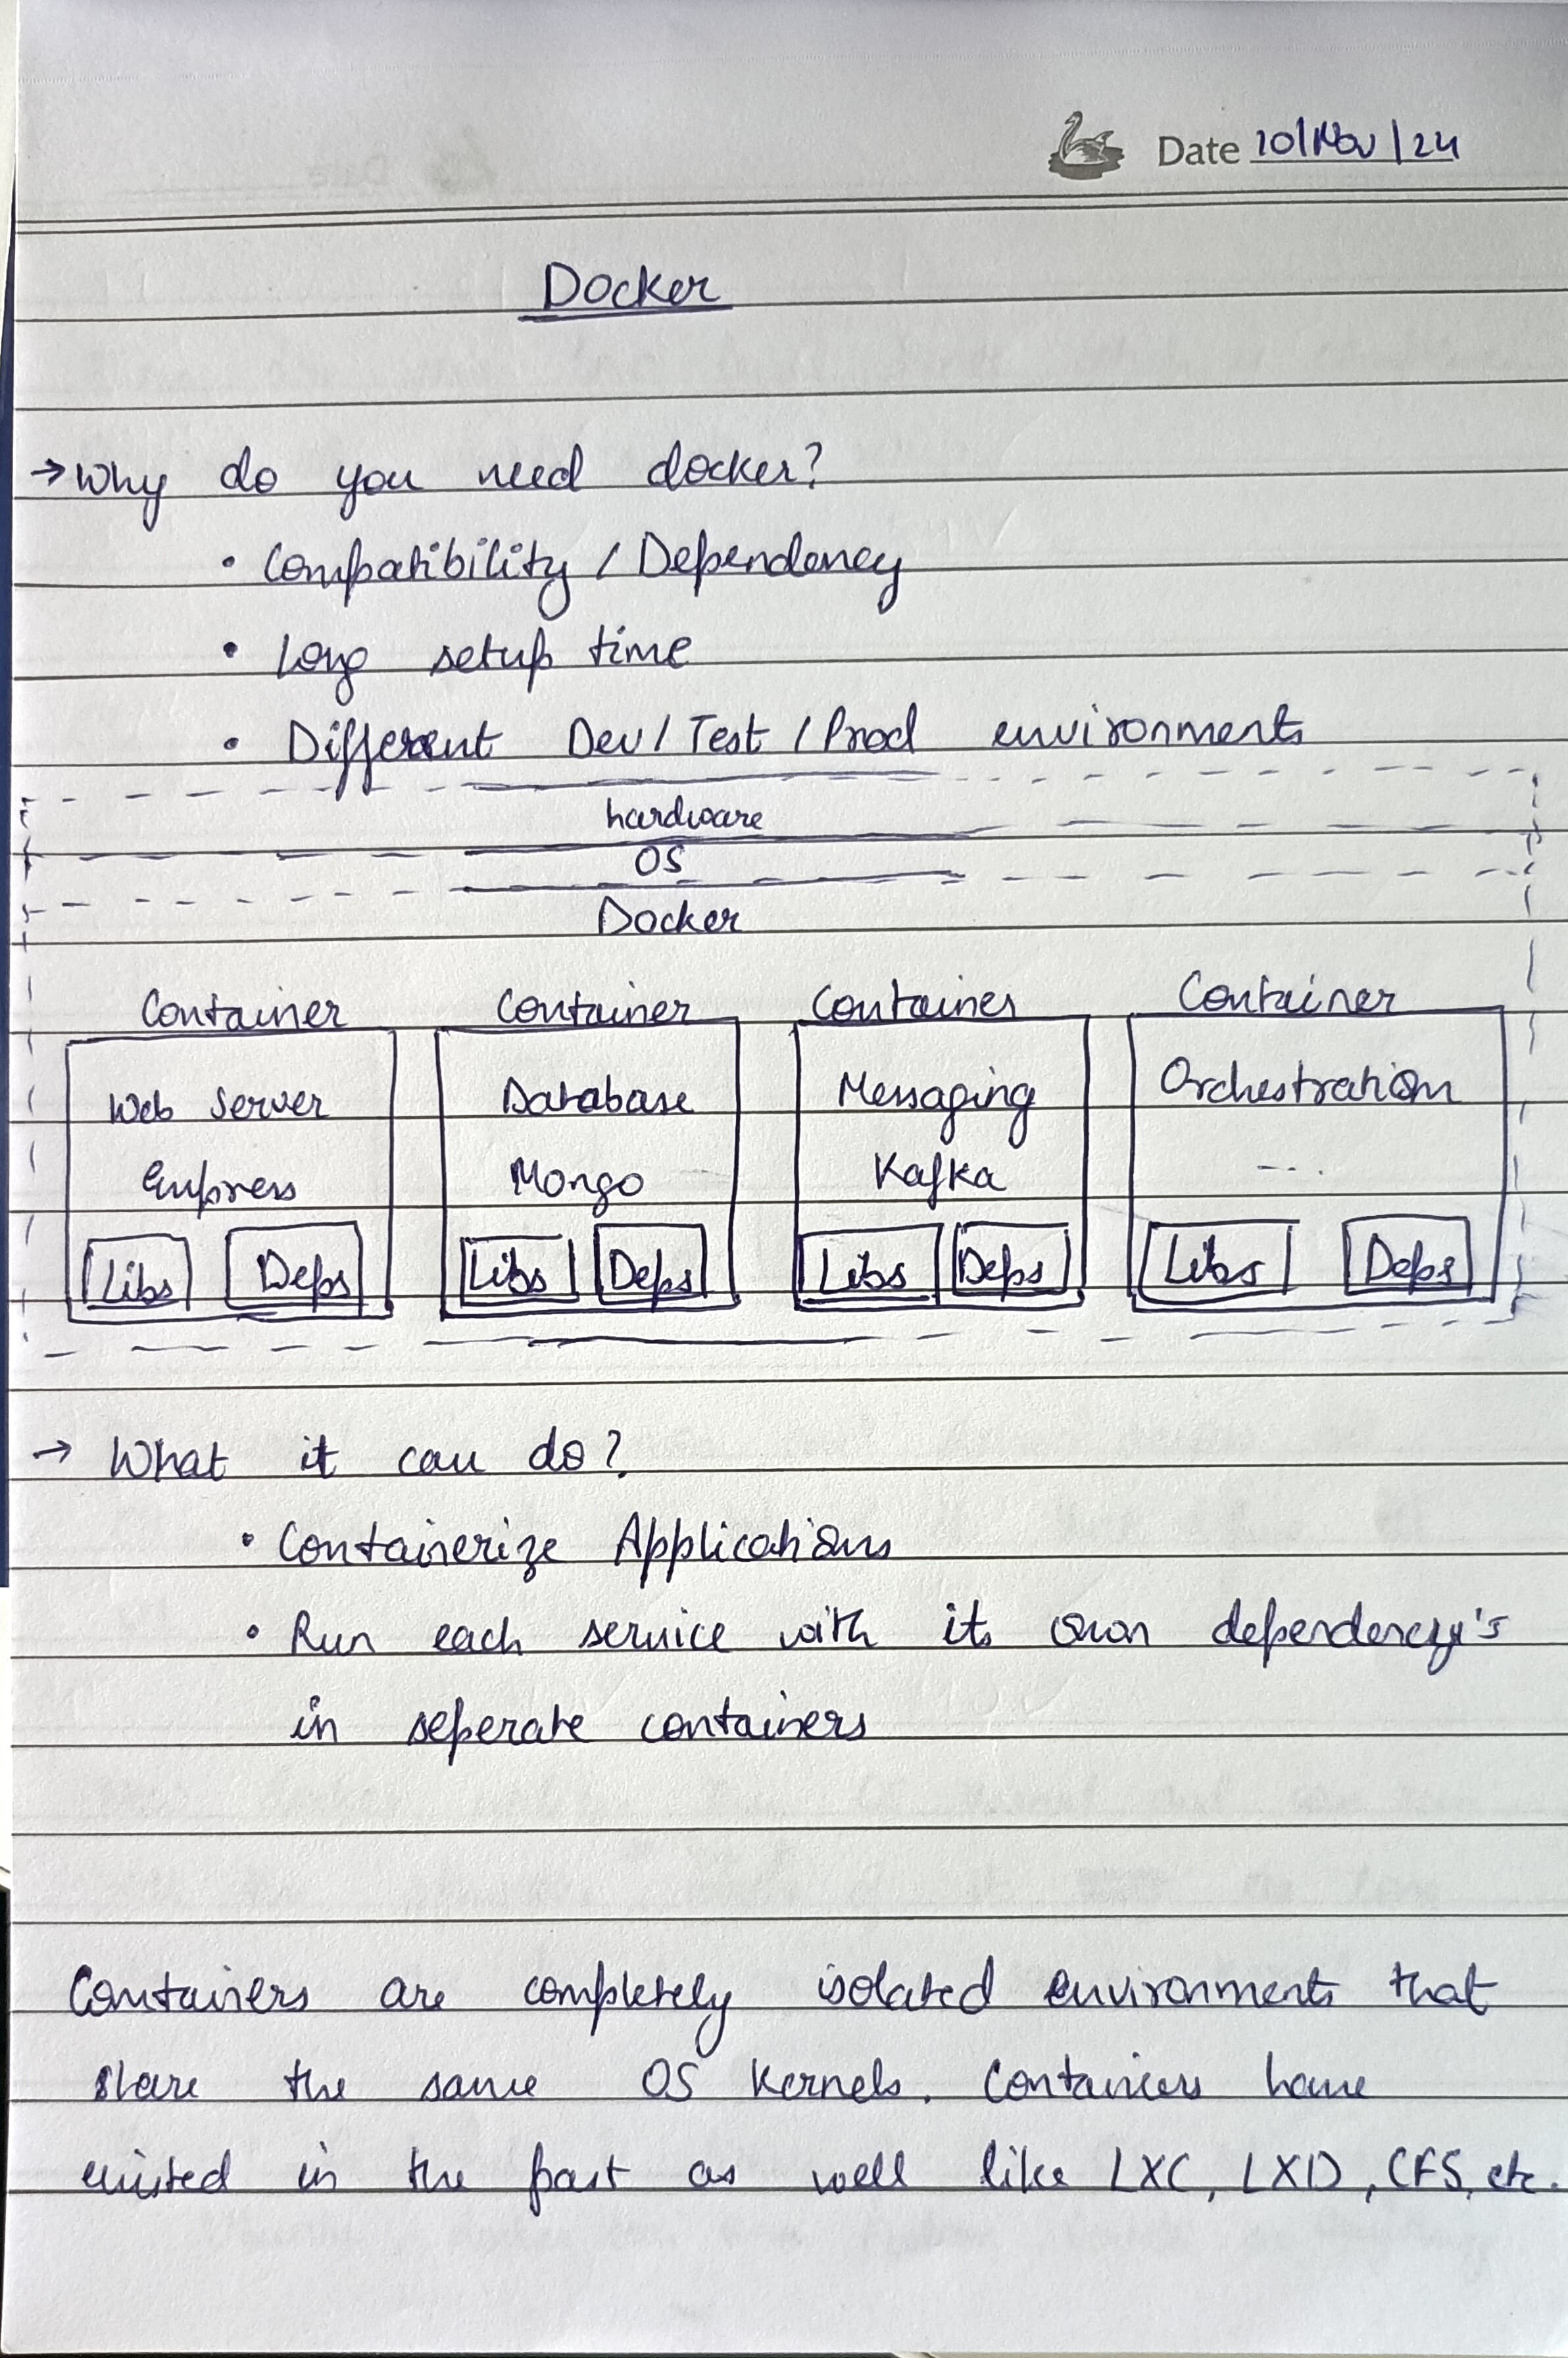 Date 10/Nov/24
Docker
→ Why do you need docker?
• Compatibility / Dependency
• Long setup time
• Different Dev / Test / Prod environments
hardware
OS
Docker
Container Container Container Container
Web Server Database Messaging Orchestration
Express Mongo Kafka ...
Libs Deps Libs Deps Libs Deps Libs Deps
→ What it can do?
• Containerize Applications
• Run each service with its own dependency's
in seperate containers
Containers are completely isolated environments that
share the same OS Kernels. Containers have
existed in the past as well like LXC, LXD, CFS, etc.